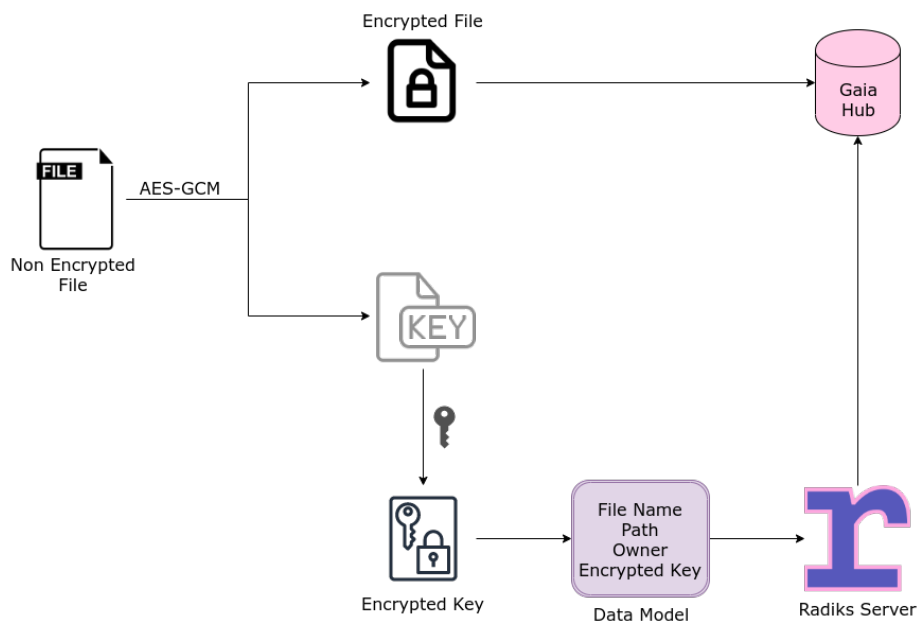 Encrypted File
Gaia
Hub
FILE
AES-GCM
Non Encrypted
File
KEY
File Name
Path
Owner
Encrypted Key
r
Encrypted Key
Data Model
Radiks Server